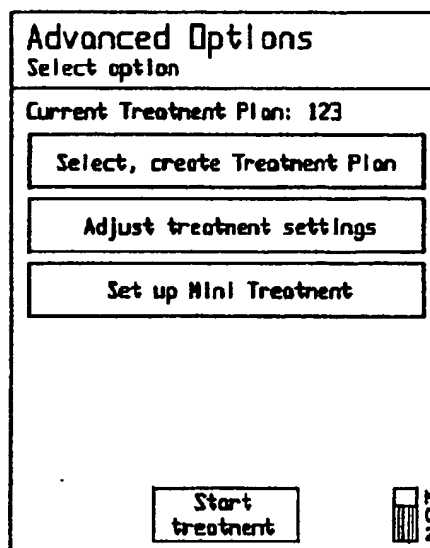 Advanced Options
Select option
Current Treatment Plan: 123
Select, create Treatment Plan
Adjust treatment settings
Set up Mini Treatment
Start
treatment